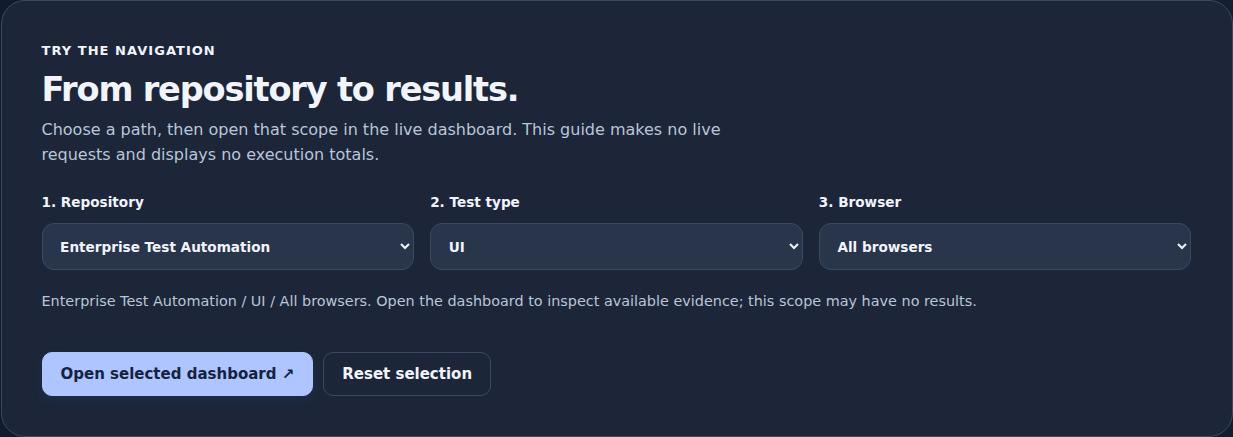 TRY THE NAVIGATION
From repository to results.
Choose a path, then open that scope in the live dashboard. This guide makes no live
requests and displays no execution totals.
1. Repository
2. Test type
3. Browser
Enterprise Test Automation
UI
All browsers
Enterprise Test Automation / UI / All browsers. Open the dashboard to inspect available evidence; this scope may have no results.
Open selected dashboard ↗
Reset selection